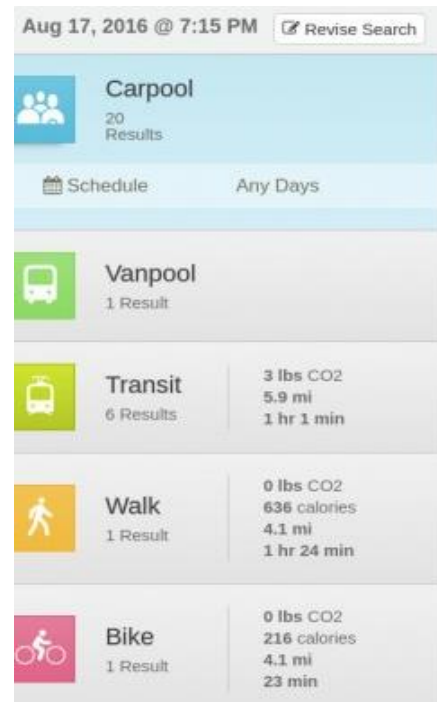 Aug 17, 2016 @ 7:15 PM Revise Search
Carpool
20
Results
Schedule Any Days
Vanpool
1 Result
Transit
6 Results
3 lbs CO2
5.9 mi
1 hr 1 min
Walk
1 Result
0 lbs CO2
636 calories
4.1 mi
1 hr 24 min
Bike
1 Result
0 lbs CO2
216 calories
4.1 mi
23 min